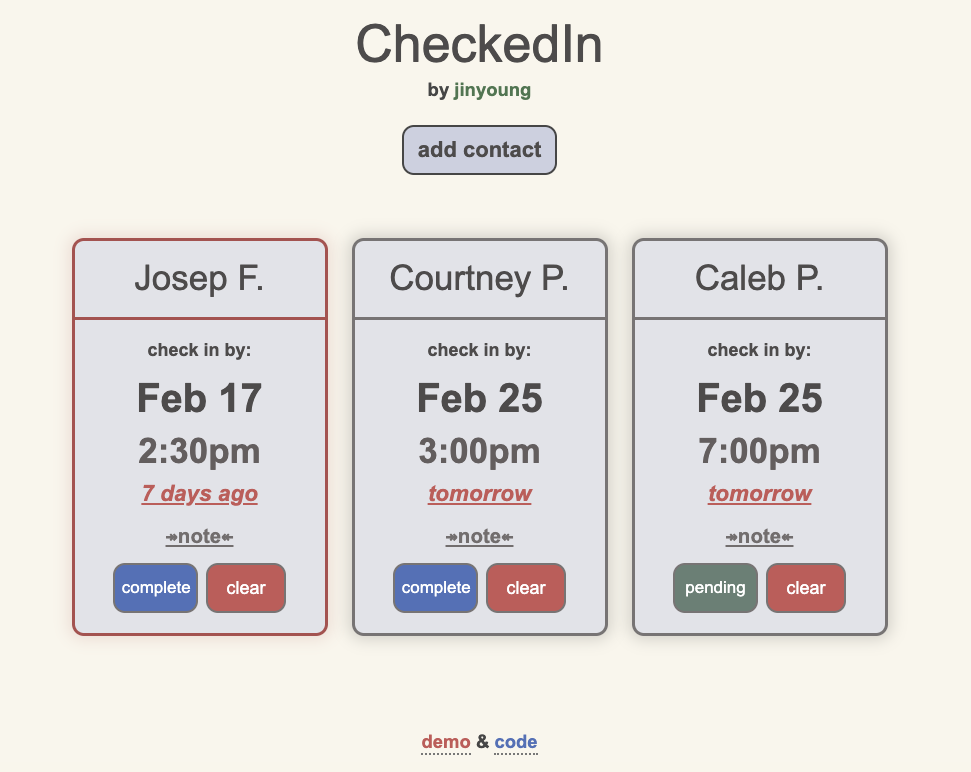 CheckedIn
by jinyoung
add contact
Josep F.
check in by:
Feb 17
2:30pm
7 days ago
↠note↞
complete
clear
Courtney P.
check in by:
Feb 25
3:00pm
tomorrow
↠note↞
complete
clear
Caleb P.
check in by:
Feb 25
7:00pm
tomorrow
↠note↞
pending
clear
demo & code